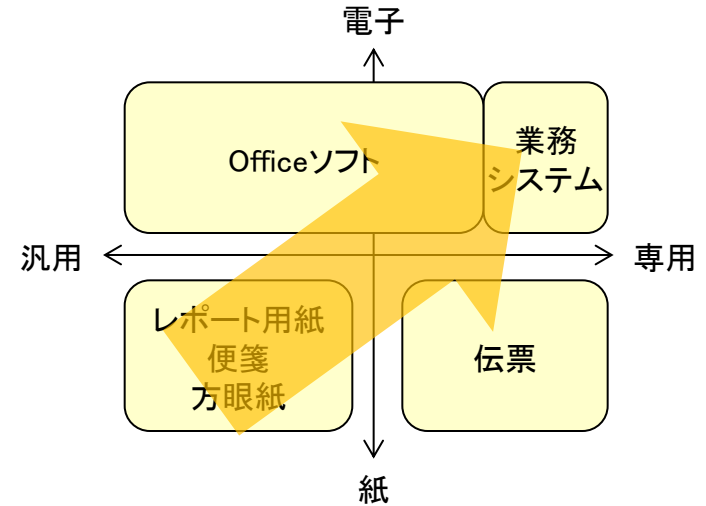 電子
Officeソフト
業務
システム
汎用
専用
レポート用紙
便箋
方眼紙
伝票
紙